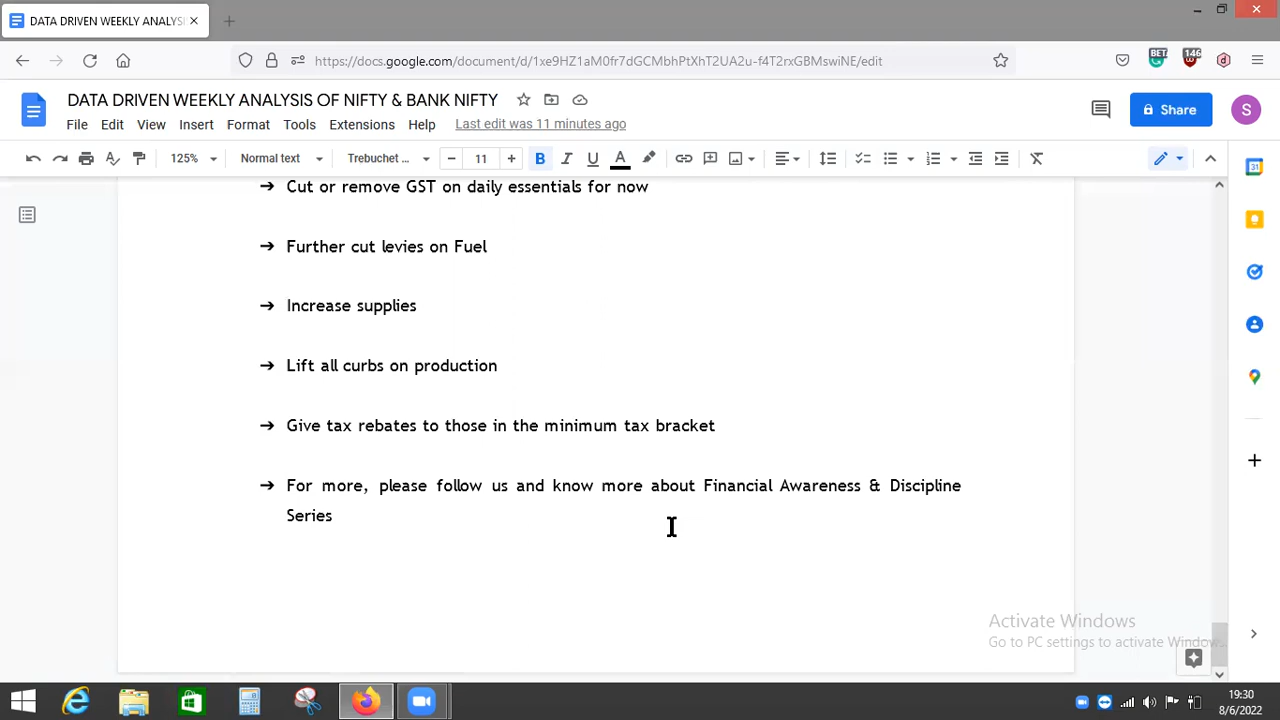 DATA DRIVEN WEEKLY ANALYS
https://docs.google.com/document/d/1xe9HZ1aM0fr7dGCMbhPtXhT2UA2u-f4T2rxGBMswiNE/edit
BET
146
DATA DRIVEN WEEKLY ANALYSIS OF NIFTY & BANK NIFTY
File Edit View Insert Format Tools Extensions Help Last edit was 11 minutes ago
Share
S
125% Normal text Trebuchet ... 11 B I U A
31
➔ Cut or remove GST on daily essentials for now
➔ Further cut levies on Fuel
➔ Increase supplies
➔ Lift all curbs on production
➔ Give tax rebates to those in the minimum tax bracket
➔ For more, please follow us and know more about Financial Awareness & Discipline
Series
Activate Windows
Go to PC settings to activate Windows.
19:30
8/6/2022